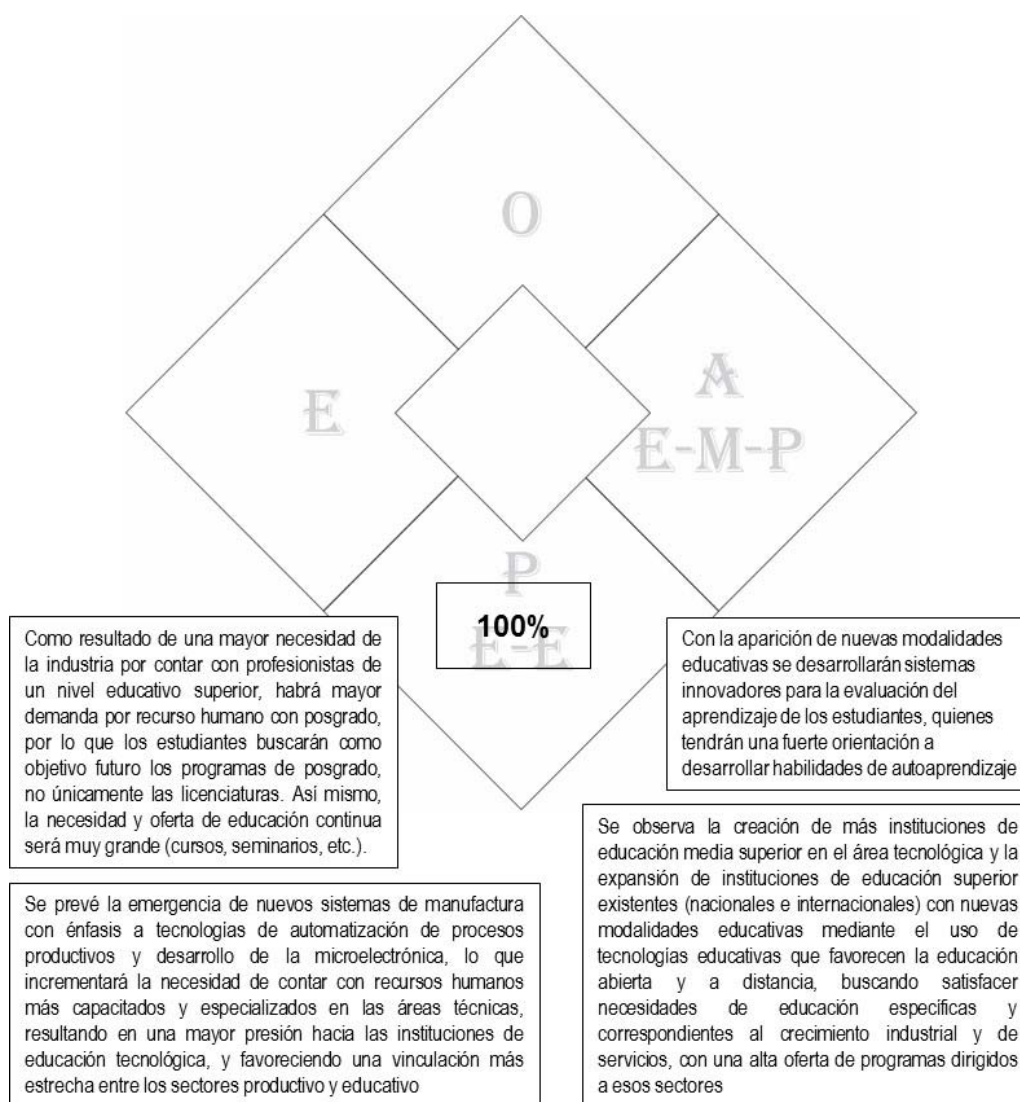 O
E
A
E-M-P
P
E-E
100%
Como resultado de una mayor necesidad de
la industria por contar con profesionistas de
un nivel educativo superior, habrá mayor
demanda por recurso humano con posgrado,
por lo que los estudiantes buscarán como
objetivo futuro los programas de posgrado,
no únicamente las licenciaturas. Así mismo,
la necesidad y oferta de educación continua
será muy grande (cursos, seminarios, etc.).
Con la aparición de nuevas modalidades
educativas se desarrollarán sistemas
innovadores para la evaluación del
aprendizaje de los estudiantes, quienes
tendrán una fuerte orientación a
desarrollar habilidades de autoaprendizaje
Se prevé la emergencia de nuevos sistemas de manufactura
con énfasis a tecnologías de automatización de procesos
productivos y desarrollo de la microelectrónica, lo que
incrementará la necesidad de contar con recursos humanos
más capacitados y especializados en las áreas técnicas,
resultando en una mayor presión hacia las instituciones de
educación tecnológica, y favoreciendo una vinculación más
estrecha entre los sectores productivo y educativo
Se observa la creación de más instituciones de
educación media superior en el área tecnológica y la
expansión de instituciones de educación superior
existentes (nacionales e internacionales) con nuevas
modalidades educativas mediante el uso de
tecnologías educativas que favorecen la educación
abierta y a distancia, buscando satisfacer
necesidades de educación específicas y
correspondientes al crecimiento industrial y de
servicios, con una alta oferta de programas dirigidos
a esos sectores